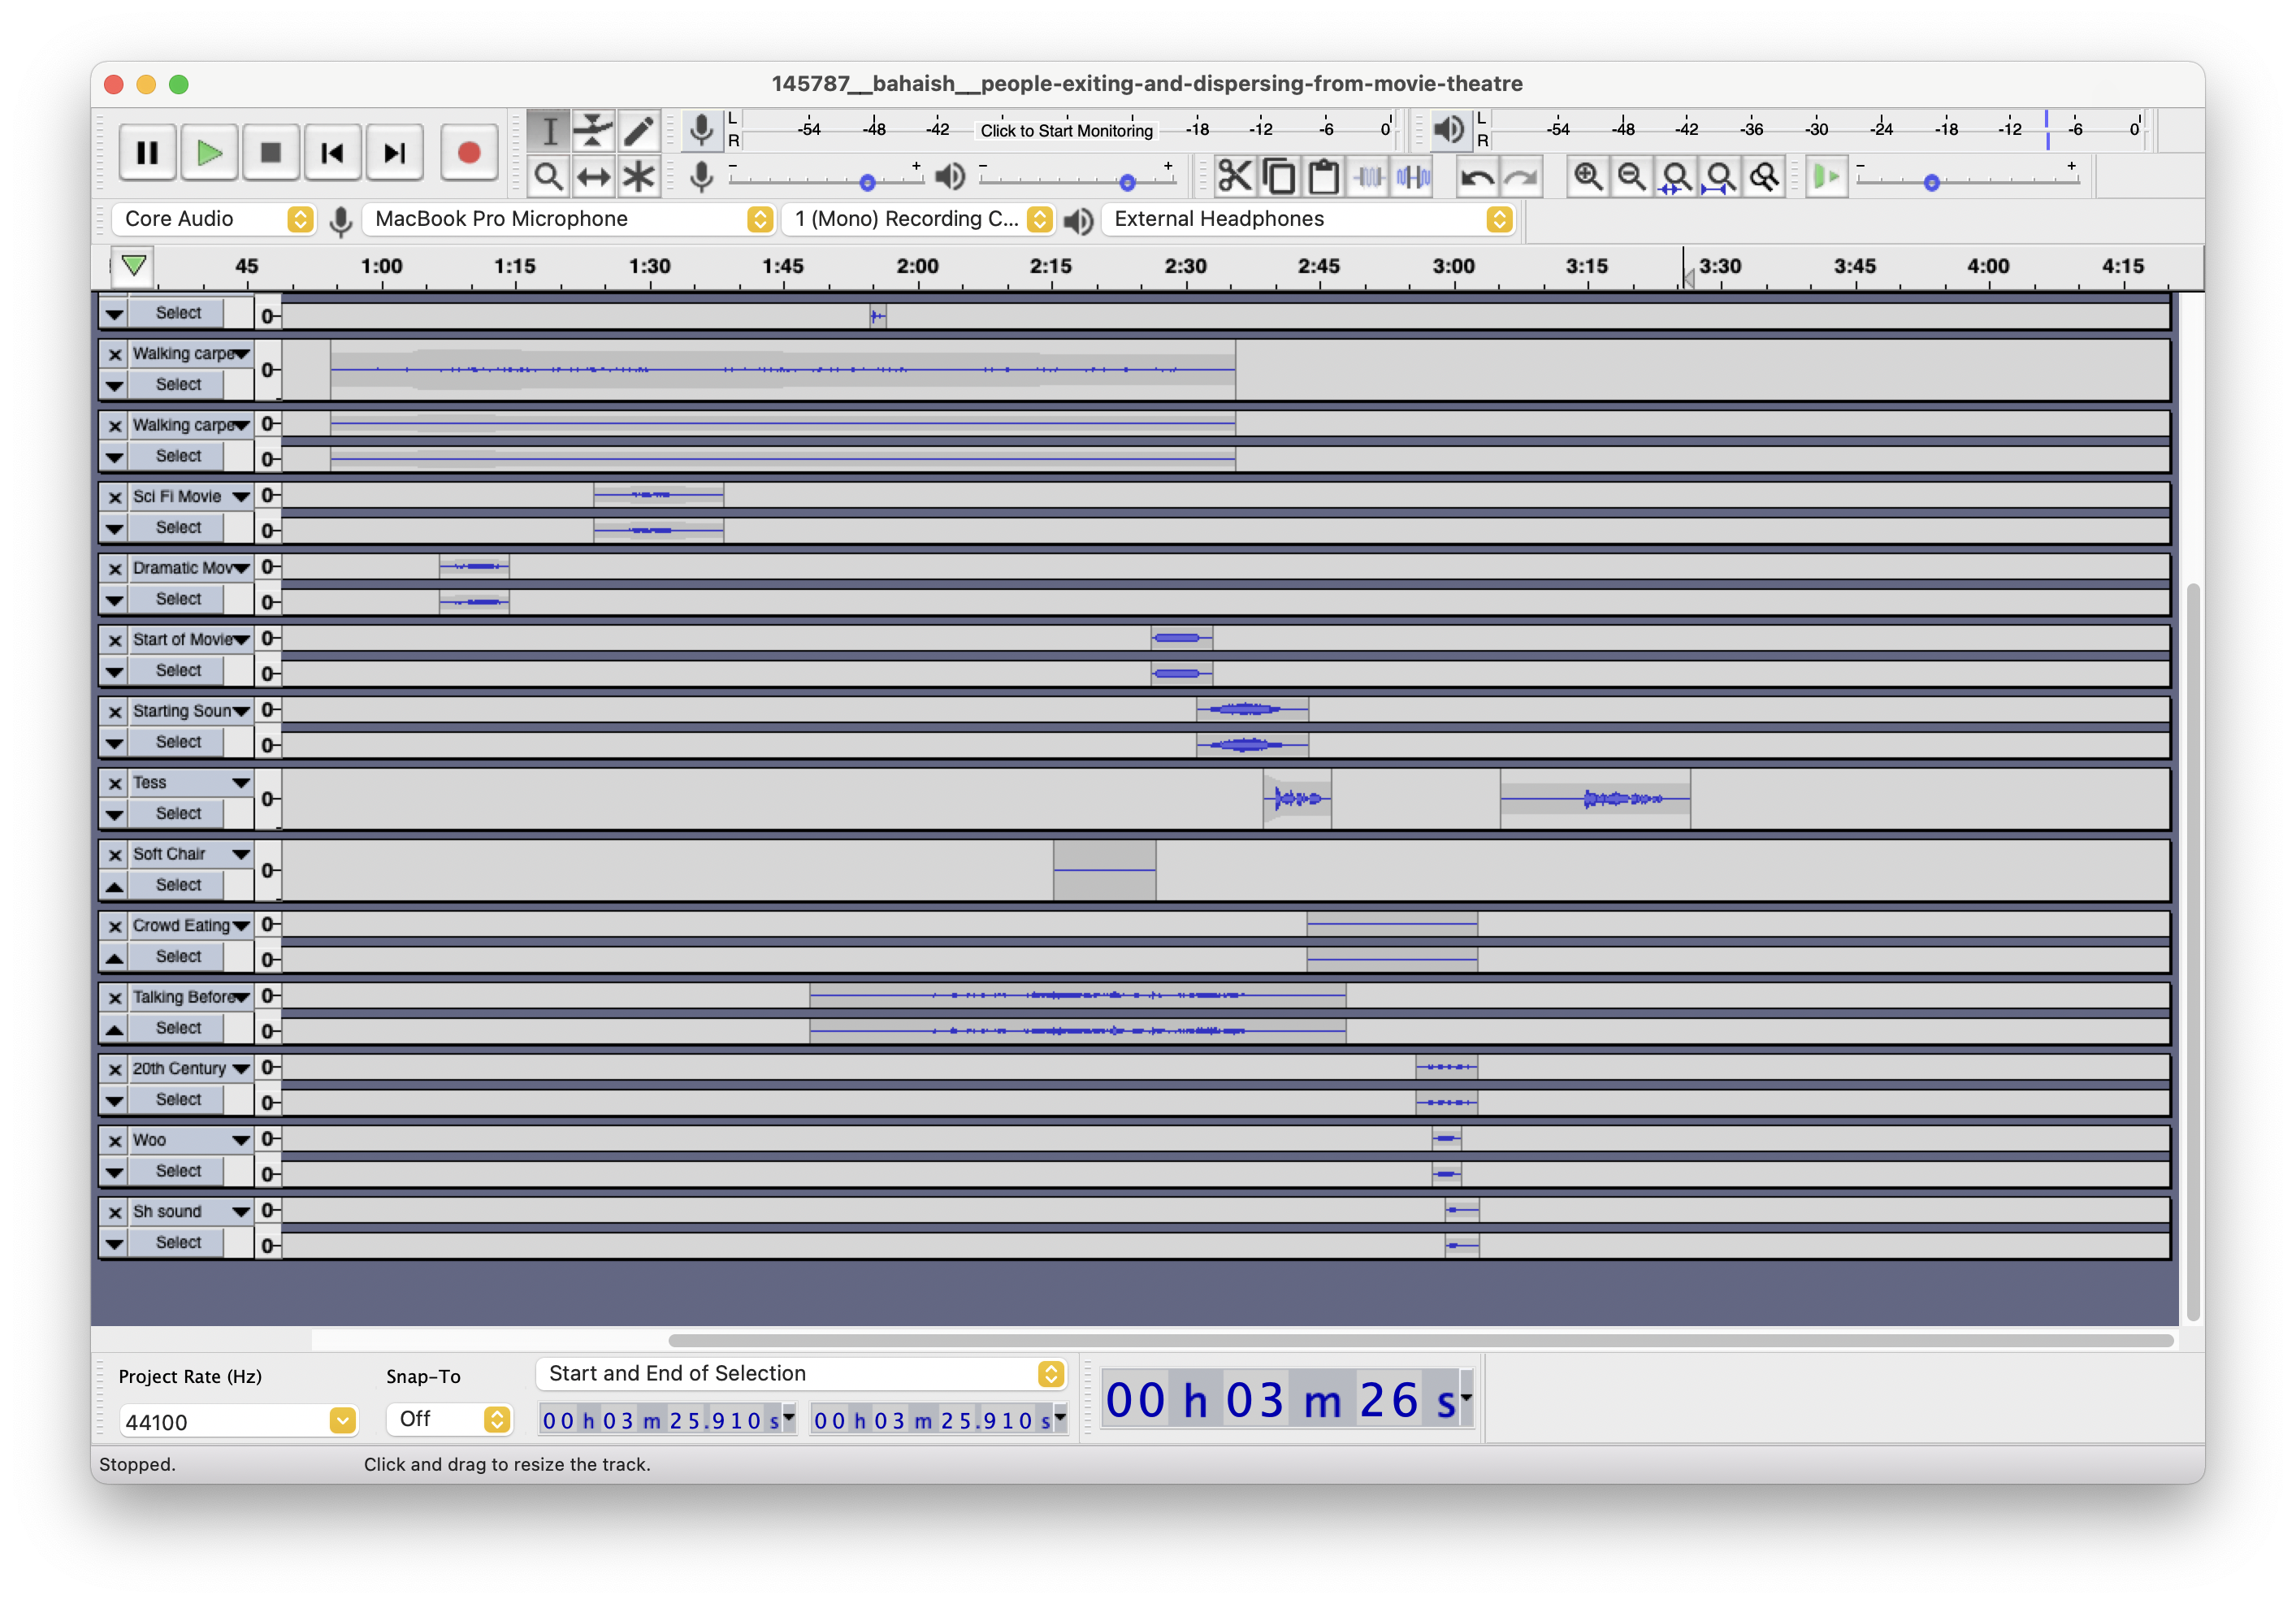 145787__bahaish__people-exiting-and-dispersing-from-movie-theatre
L
R
-54 -48 -42 Click to Start Monitoring -18 -12 -6 0
L
R
-54 -48 -42 -36 -30 -24 -18 -12 -6 0
- + - + - +
Core Audio MacBook Pro Microphone 1 (Mono) Recording C... External Headphones
45 1:00 1:15 1:30 1:45 2:00 2:15 2:30 2:45 3:00 3:15 3:30 3:45 4:00 4:15
Select 0
Walking carpe 0
Select
Walking carpe 0
Select 0
Sci Fi Movie 0
Select 0
Dramatic Mov 0
Select 0
Start of Movie 0
Select 0
Starting Soun 0
Select 0
Tess 0
Select
Soft Chair 0
Select
Crowd Eating 0
Select 0
Talking Before 0
Select 0
20th Century 0
Select 0
Woo 0
Select 0
Sh sound 0
Select 0
Project Rate (Hz) Snap-To Start and End of Selection
44100 Off 00 h 03 m 25.910 s 00 h 03 m 25.910 s 00 h 03 m 26 s
Stopped. Click and drag to resize the track.